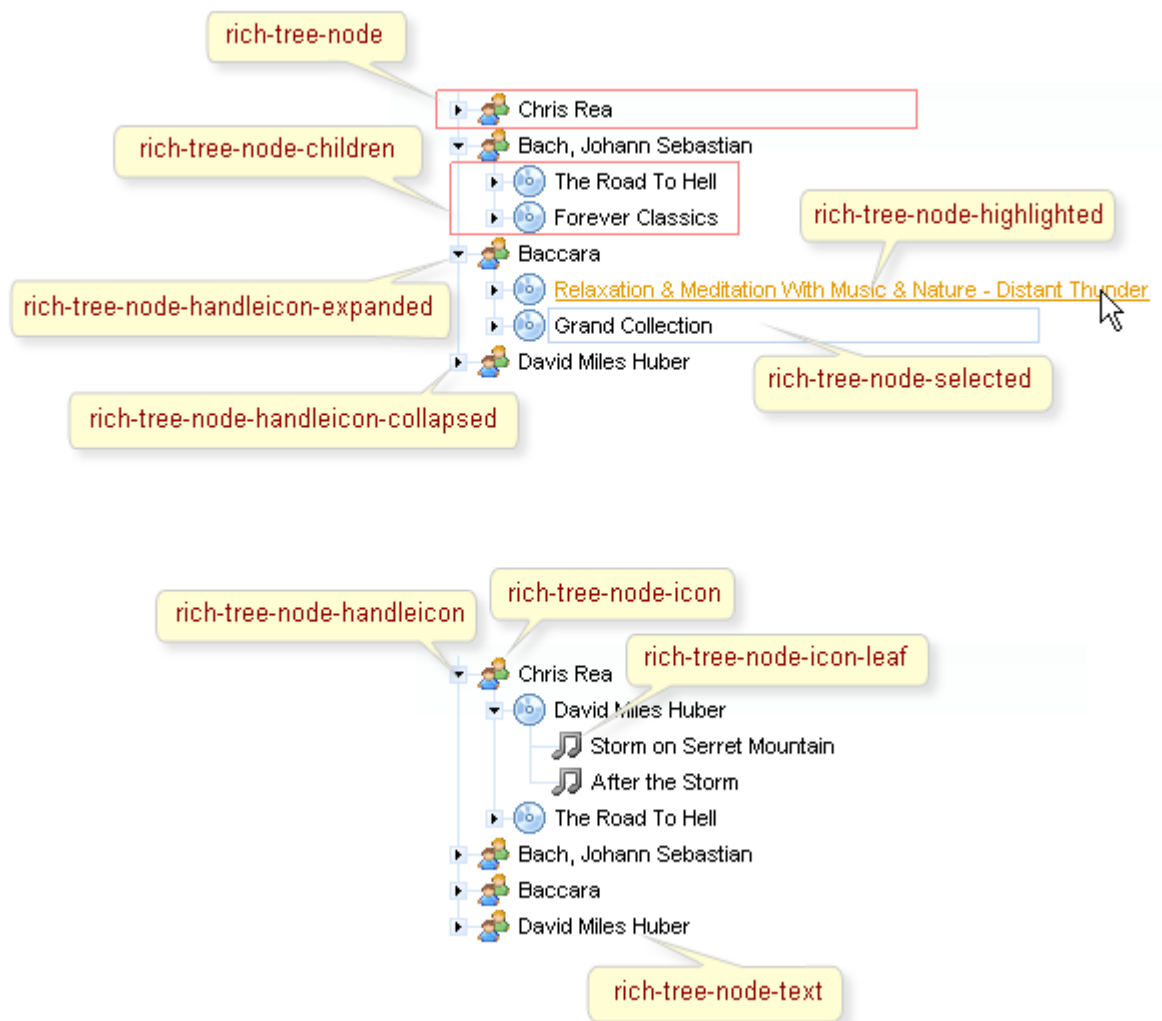 rich-tree-node
Chris Rea
rich-tree-node-children
Bach, Johann Sebastian
The Road To Hell
Forever Classics
rich-tree-node-highlighted
Baccara
rich-tree-node-handleicon-expanded
Relaxation & Meditation With Music & Nature - Distant Thunder
Grand Collection
David Miles Huber
rich-tree-node-selected
rich-tree-node-handleicon-collapsed
rich-tree-node-handleicon
rich-tree-node-icon
rich-tree-node-icon-leaf
Chris Rea
David Miles Huber
Storm on Serret Mountain
After the Storm
The Road To Hell
Bach, Johann Sebastian
Baccara
David Miles Huber
rich-tree-node-text